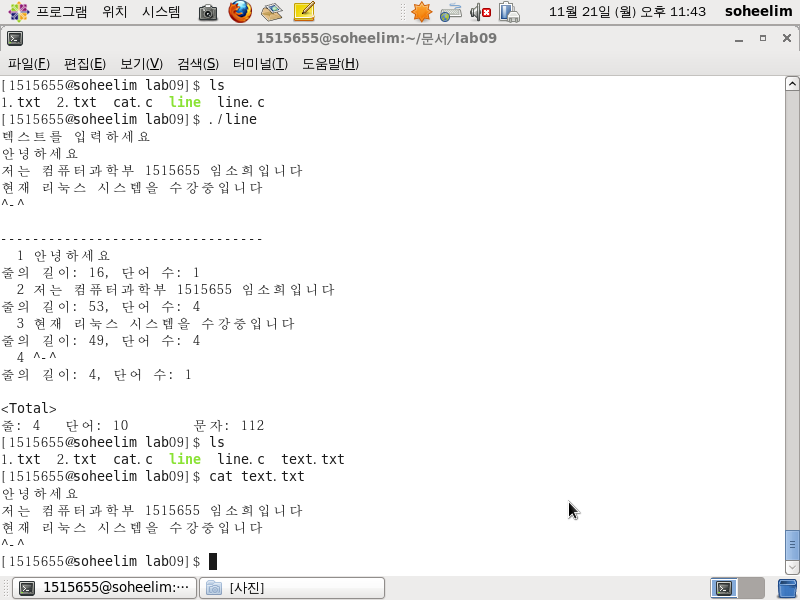 프로그램 위치 시스템 11월 21일 (월) 오후 11:43 soheelim
1515655@soheelim:~/문서/lab09
파일(F) 편집(E) 보기(V) 검색(S) 터미널(T) 도움말(H)
[1515655@soheelim lab09]$ ls
1.txt 2.txt cat.c line line.c
[1515655@soheelim lab09]$ ./line
텍스트를 입력하세요
안녕하세요
저는 컴퓨터과학부 1515655 임소희입니다
현재 리눅스 시스템을 수강중입니다
^-^
---------------------------------
1 안녕하세요
줄의 길이: 16, 단어 수: 1
2 저는 컴퓨터과학부 1515655 임소희입니다
줄의 길이: 53, 단어 수: 4
3 현재 리눅스 시스템을 수강중입니다
줄의 길이: 49, 단어 수: 4
4 ^-^
줄의 길이: 4, 단어 수: 1
<Total>
줄: 4 단어: 10 문자: 112
[1515655@soheelim lab09]$ ls
1.txt 2.txt cat.c line line.c text.txt
[1515655@soheelim lab09]$ cat text.txt
안녕하세요
저는 컴퓨터과학부 1515655 임소희입니다
현재 리눅스 시스템을 수강중입니다
^-^
[1515655@soheelim lab09]$
1515655@soheelim:··· [사진]